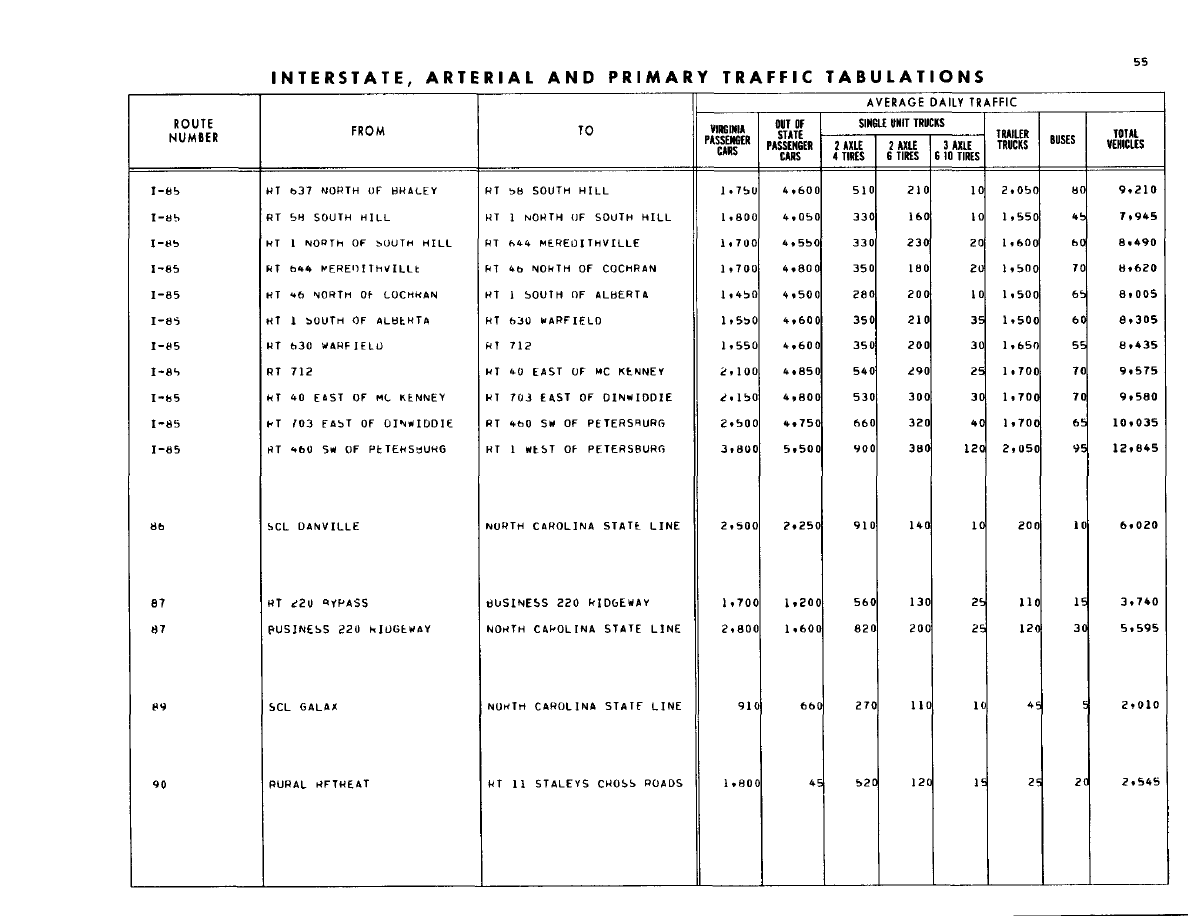 55
INTERSTATE, ARTERIAL AND PRIMARY TRAFFIC TABULATIONS
ROUTE NUMBER FROM TO AVERAGE DAILY TRAFFIC
VIRGINIA PASSENGER CARS OUT OF STATE PASSENGER CARS SINGLE UNIT TRUCKS 2 AXLE 4 TIRES 2 AXLE 6 TIRES 3 AXLE 6 10 TIRES TRAILER TRUCKS BUSES TOTAL VEHICLES
I-85 RT 637 NORTH OF BRACEY RT 58 SOUTH HILL 1,750 4,600 510 210 10 2,050 80 9,210
I-85 RT 58 SOUTH HILL RT 1 NORTH OF SOUTH HILL 1,800 4,050 330 160 10 1,550 45 7,945
I-85 RT 1 NORTH OF SOUTH HILL RT 644 MEREDITHVILLE 1,700 4,550 330 230 20 1,600 60 8,490
I-85 RT 644 MEREDITHVILLE RT 46 NORTH OF COCHRAN 1,700 4,800 350 180 20 1,500 70 8,620
I-85 RT 46 NORTH OF COCHRAN RT 1 SOUTH OF ALBERTA 1,450 4,500 280 200 10 1,500 65 8,005
I-85 RT 1 SOUTH OF ALBERTA RT 630 WARFIELD 1,550 4,600 350 210 35 1,500 60 8,305
I-85 RT 630 WARFIELD RT 712 1,550 4,600 350 200 30 1,650 55 8,435
I-85 RT 712 RT 40 EAST OF MC KENNEY 2,100 4,850 540 290 25 1,700 70 9,575
I-85 RT 40 EAST OF MC KENNEY RT 703 EAST OF DINWIDDIE 2,150 4,800 530 300 30 1,700 70 9,580
I-85 RT 703 EAST OF DINWIDDIE RT 460 SW OF PETERSBURG 2,500 4,750 660 320 40 1,700 65 10,035
I-85 RT 460 SW OF PETERSBURG RT 1 WEST OF PETERSBURG 3,800 5,500 900 380 120 2,050 95 12,845
86 SCL DANVILLE NORTH CAROLINA STATE LINE 2,500 2,250 910 140 10 200 10 6,020
87 RT 220 BYPASS BUSINESS 220 RIDGEWAY 1,700 1,200 560 130 25 110 15 3,740
87 BUSINESS 220 RIDGEWAY NORTH CAROLINA STATE LINE 2,800 1,600 820 200 25 120 30 5,595
89 SCL GALAX NORTH CAROLINA STATE LINE 910 660 270 110 10 45 5 2,010
90 RURAL RETREAT RT 11 STALEYS CROSS ROADS 1,800 45 520 120 15 25 20 2,545